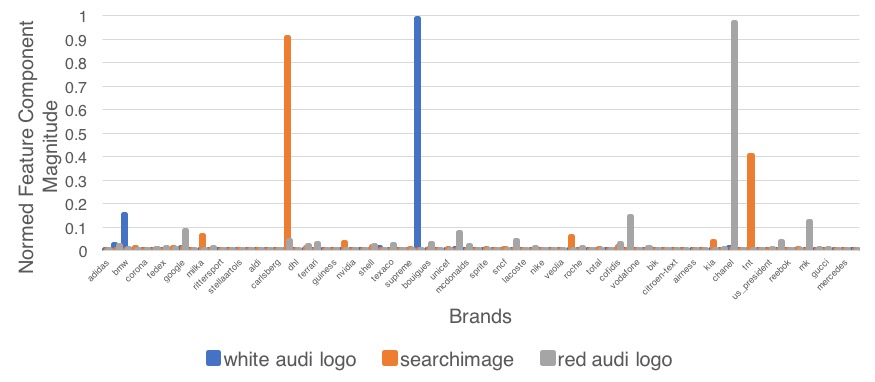 Normed Feature Component
Magnitude
1
0.9
0.8
0.7
0.6
0.5
0.4
0.3
0.2
0.1
0
adidas bmw corona fedex google milka rittersport stellaartois aldi carlsberg dhl ferrari guiness nvidia shell texaco supreme bouigues unicef mcdonalds sprite sncf lacoste nike veolia roche total cofidis vodafone bik citroen-text airness kia chanel tnt us_president reebok mk gucci mercedes
Brands
white audi logo searchimage red audi logo